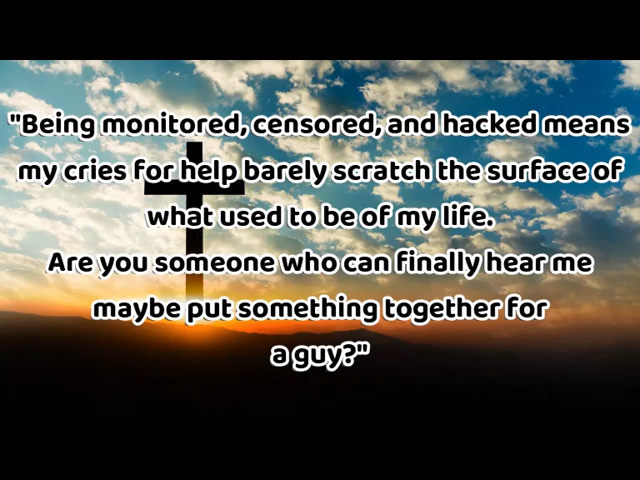 "Being monitored, censored, and hacked means
my cries for help barely scratch the surface of
what used to be of my life.
Are you someone who can finally hear me
maybe put something together for
a guy?"